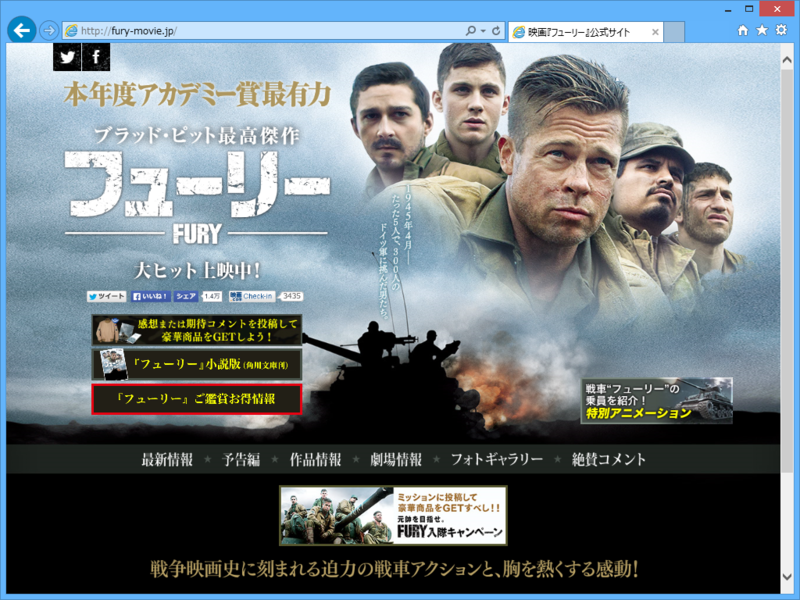 http://fury-movie.jp/
映画『フューリー』公式サイト
本年度アカデミー賞最有力
ブラッド・ピット最高傑作
フューリー
FURY
大ヒット上映中!
1945年4月――
たった5人で、300人の
ドイツ軍に挑んだ男たち。
ツイート
いいね!
シェア
1.4万
映画
Check-in
3435
感想または期待コメントを投稿して
豪華商品をGETしよう!
『フューリー』小説版(角川文庫刊)
『フューリー』ご鑑賞お得情報
戦車“フューリー”の
乗員を紹介!
特別アニメーション
最新情報 ★ 予告編 ★ 作品情報 ★ 劇場情報 ★ フォトギャラリー ★ 絶賛コメント
ミッションに投稿して
豪華商品をGETすべし!!
元帥を目指せ。
FURY入隊キャンペーン
戦争映画史に刻まれる迫力の戦車アクションと、胸を熱くする感動!